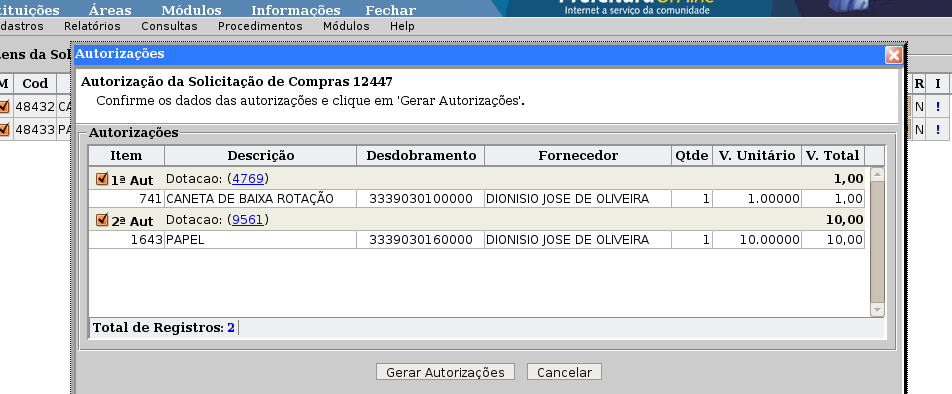 tituições Áreas Módulos Informações Fechar
Internet a serviço da comunidade
dastros Relatórios Consultas Procedimentos Módulos Help
ens da Sol
Autorizações
M Cod R I
48432 CA N !
48433 PA N !
Autorização da Solicitação de Compras 12447
Confirme os dados das autorizações e clique em 'Gerar Autorizações'.
Autorizações
Item Descrição Desdobramento Fornecedor Qtde V. Unitário V. Total
1ª Aut Dotacao: (4769) 1,00
741 CANETA DE BAIXA ROTAÇÃO 3339030100000 DIONISIO JOSE DE OLIVEIRA 1 1.00000 1,00
2ª Aut Dotacao: (9561) 10,00
1643 PAPEL 3339030160000 DIONISIO JOSE DE OLIVEIRA 1 10.00000 10,00
Total de Registros: 2
Gerar Autorizações Cancelar